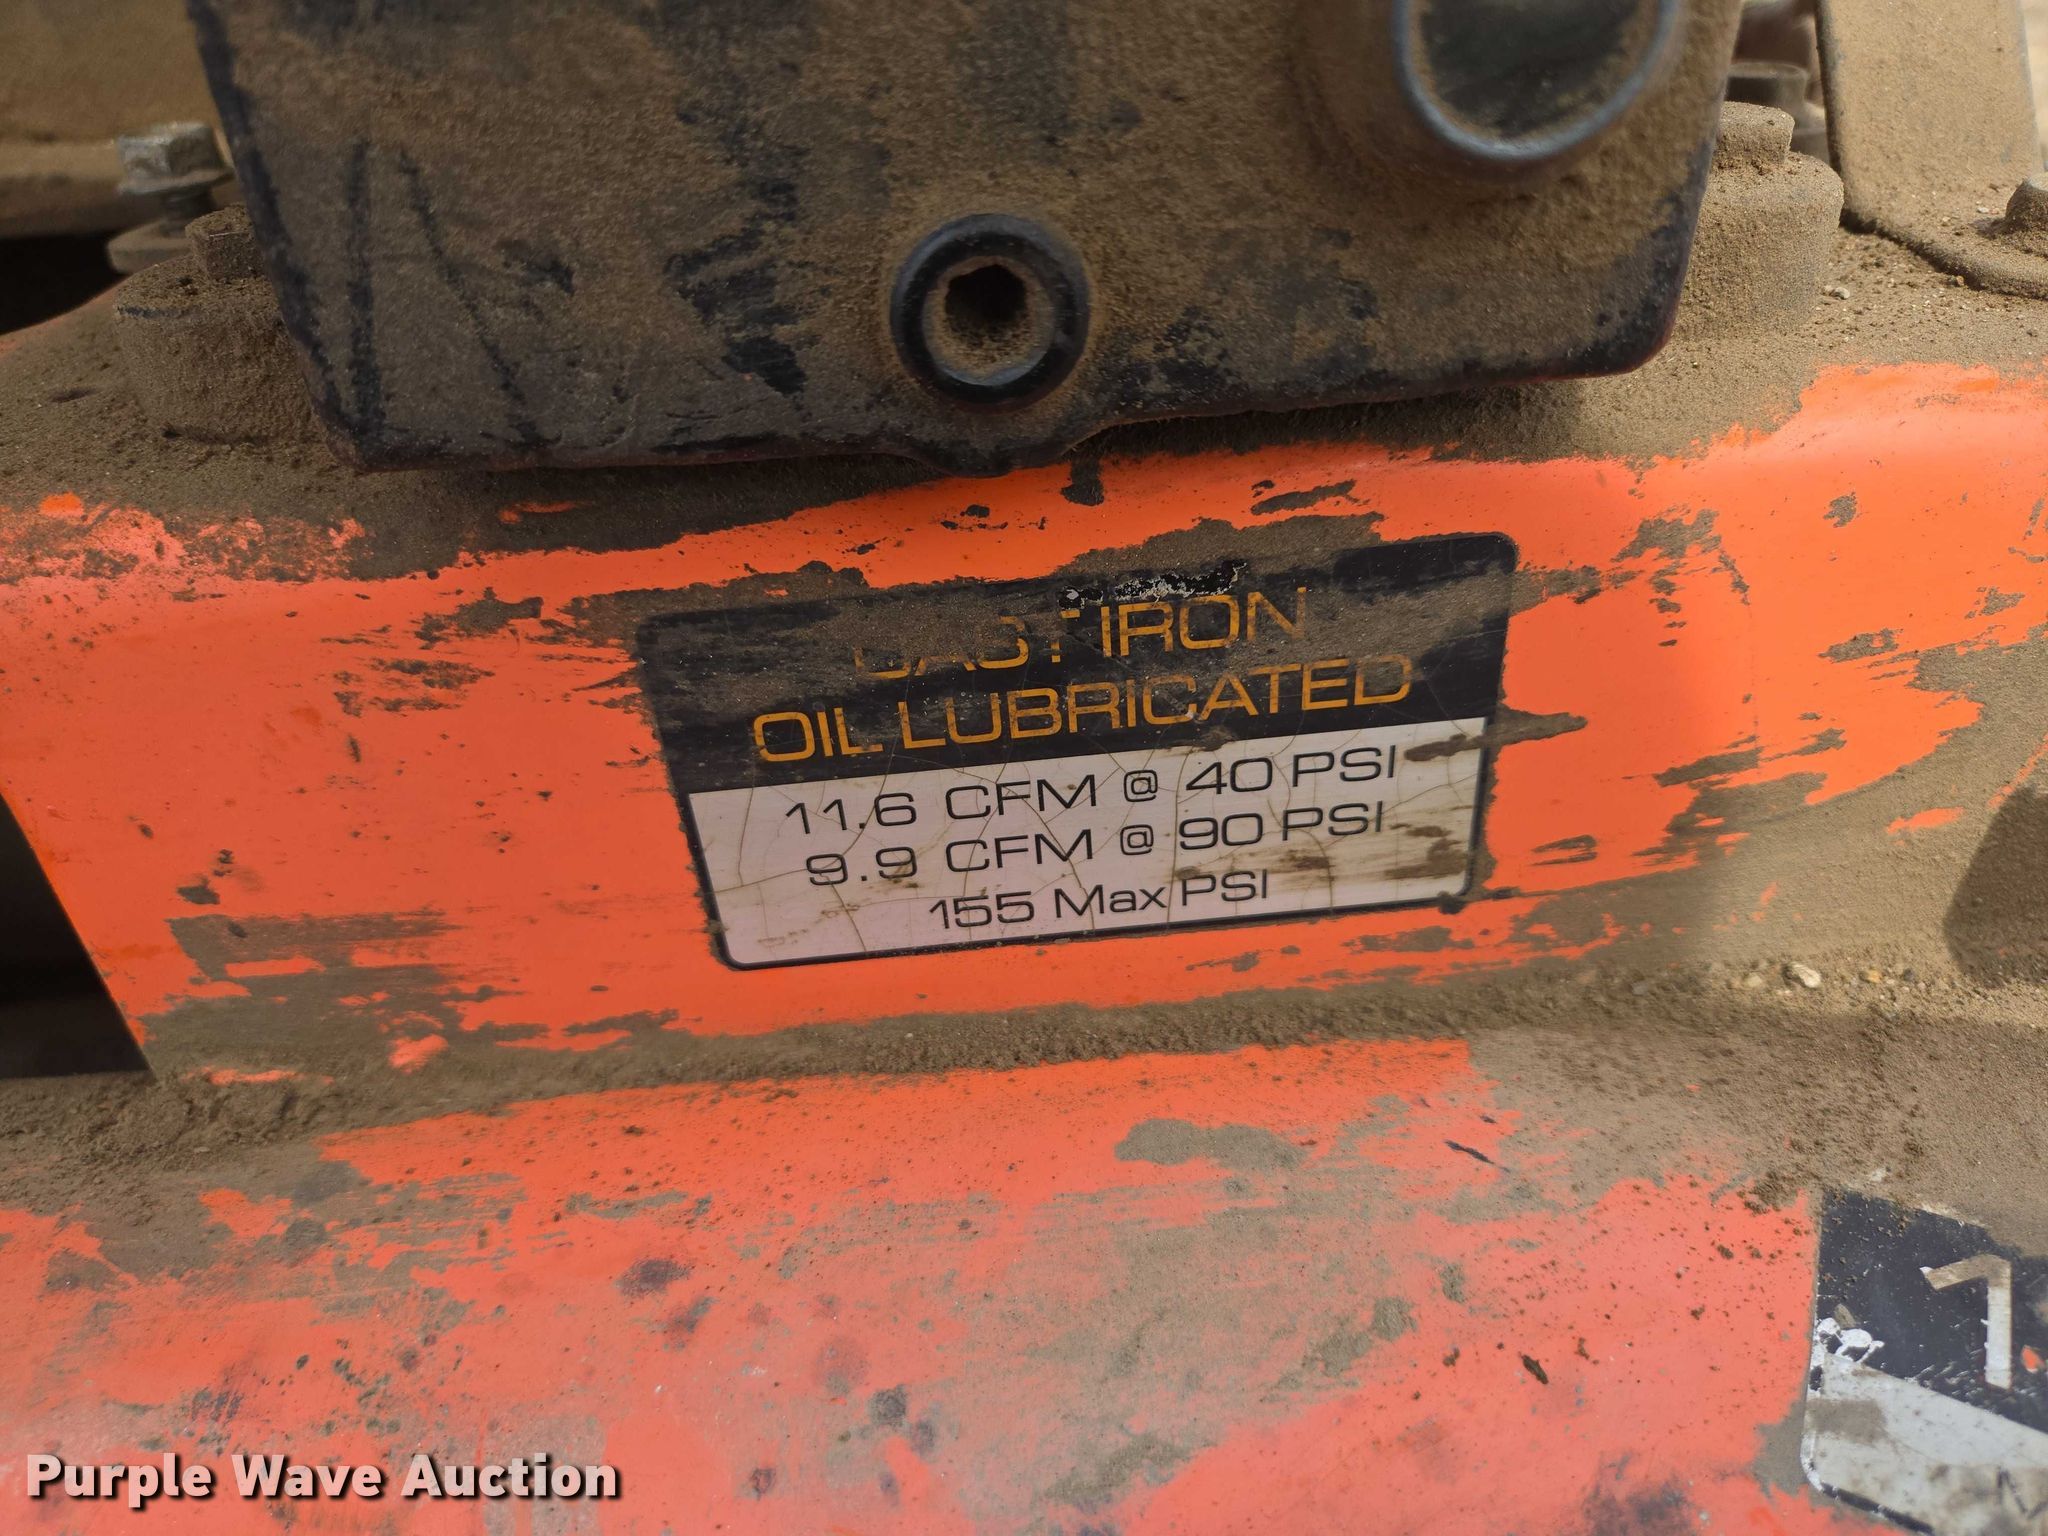 CAST IRON
OIL LUBRICATED
11.6 CFM @ 40 PSI
9.9 CFM @ 90 PSI
155 Max PSI
1
Purple Wave Auction